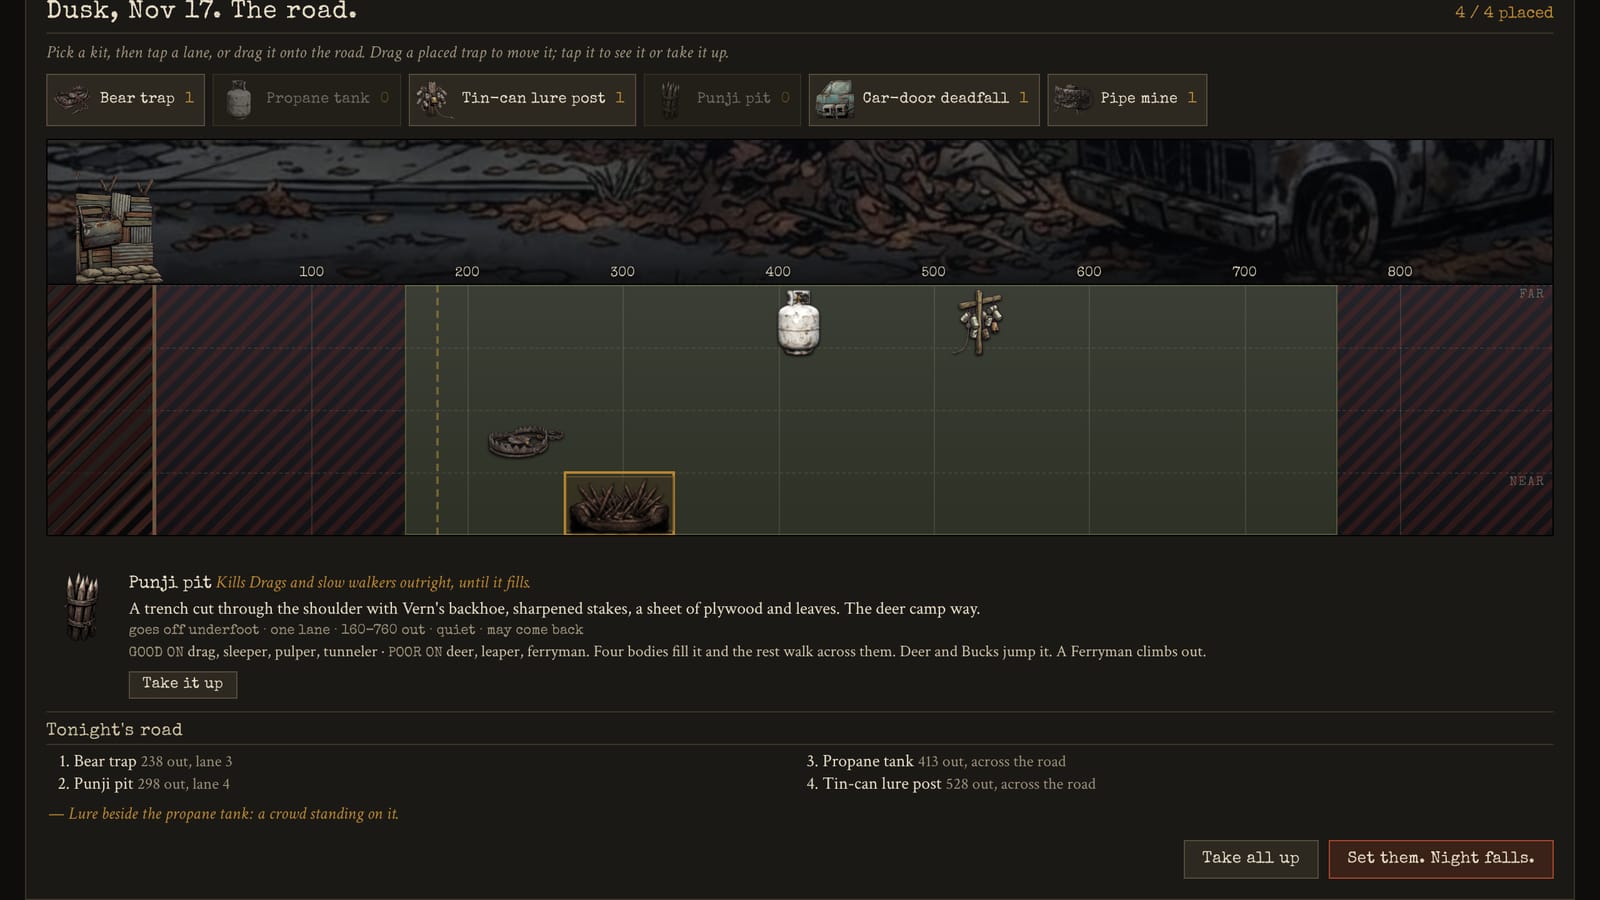 Dusk, Nov 17. The road.
4 / 4 placed
Pick a kit, then tap a lane, or drag it onto the road. Drag a placed trap to move it; tap it to see it or take it up.
Bear trap 1
Propane tank 0
Tin-can lure post 1
Punji pit 0
Car-door deadfall 1
Pipe mine 1
100 200 300 400 500 600 700 800
FAR
NEAR
Punji pit Kills Drags and slow walkers outright, until it fills.
A trench cut through the shoulder with Vern's backhoe, sharpened stakes, a sheet of plywood and leaves. The deer camp way.
goes off underfoot · one lane · 160–760 out · quiet · may come back
GOOD ON drag, sleeper, pulper, tunneler · POOR ON deer, leaper, ferryman. Four bodies fill it and the rest walk across them. Deer and Bucks jump it. A Ferryman climbs out.
Take it up
Tonight's road
1. Bear trap 238 out, lane 3
2. Punji pit 298 out, lane 4
3. Propane tank 413 out, across the road
4. Tin-can lure post 528 out, across the road
— Lure beside the propane tank: a crowd standing on it.
Take all up
Set them. Night falls.